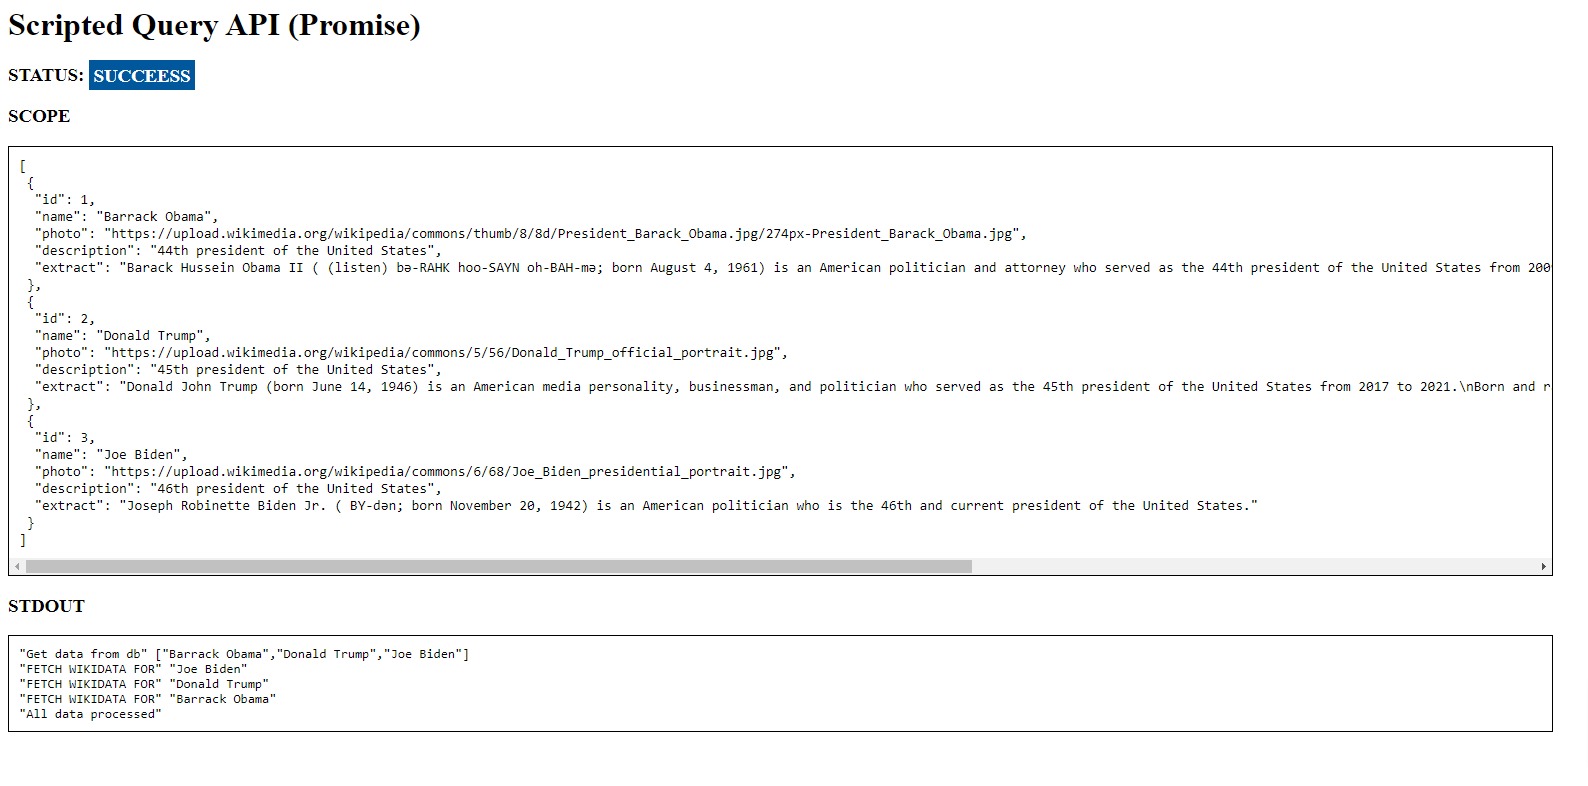 Scripted Query API (Promise)
STATUS: SUCCEESS
SCOPE
[
{
"id": 1,
"name": "Barrack Obama",
"photo": "https://upload.wikimedia.org/wikipedia/commons/thumb/8/8d/President_Barack_Obama.jpg/274px-President_Barack_Obama.jpg",
"description": "44th president of the United States",
"extract": "Barack Hussein Obama II ( (listen) bə-RAHK hoo-SAYN oh-BAH-mə; born August 4, 1961) is an American politician and attorney who served as the 44th president of the United States from 200
},
{
"id": 2,
"name": "Donald Trump",
"photo": "https://upload.wikimedia.org/wikipedia/commons/5/56/Donald_Trump_official_portrait.jpg",
"description": "45th president of the United States",
"extract": "Donald John Trump (born June 14, 1946) is an American media personality, businessman, and politician who served as the 45th president of the United States from 2017 to 2021.\nBorn and r
},
{
"id": 3,
"name": "Joe Biden",
"photo": "https://upload.wikimedia.org/wikipedia/commons/6/68/Joe_Biden_presidential_portrait.jpg",
"description": "46th president of the United States",
"extract": "Joseph Robinette Biden Jr. ( BY-dən; born November 20, 1942) is an American politician who is the 46th and current president of the United States."
}
]
STDOUT
"Get data from db" ["Barrack Obama","Donald Trump","Joe Biden"]
"FETCH WIKIDATA FOR" "Joe Biden"
"FETCH WIKIDATA FOR" "Donald Trump"
"FETCH WIKIDATA FOR" "Barrack Obama"
"All data processed"